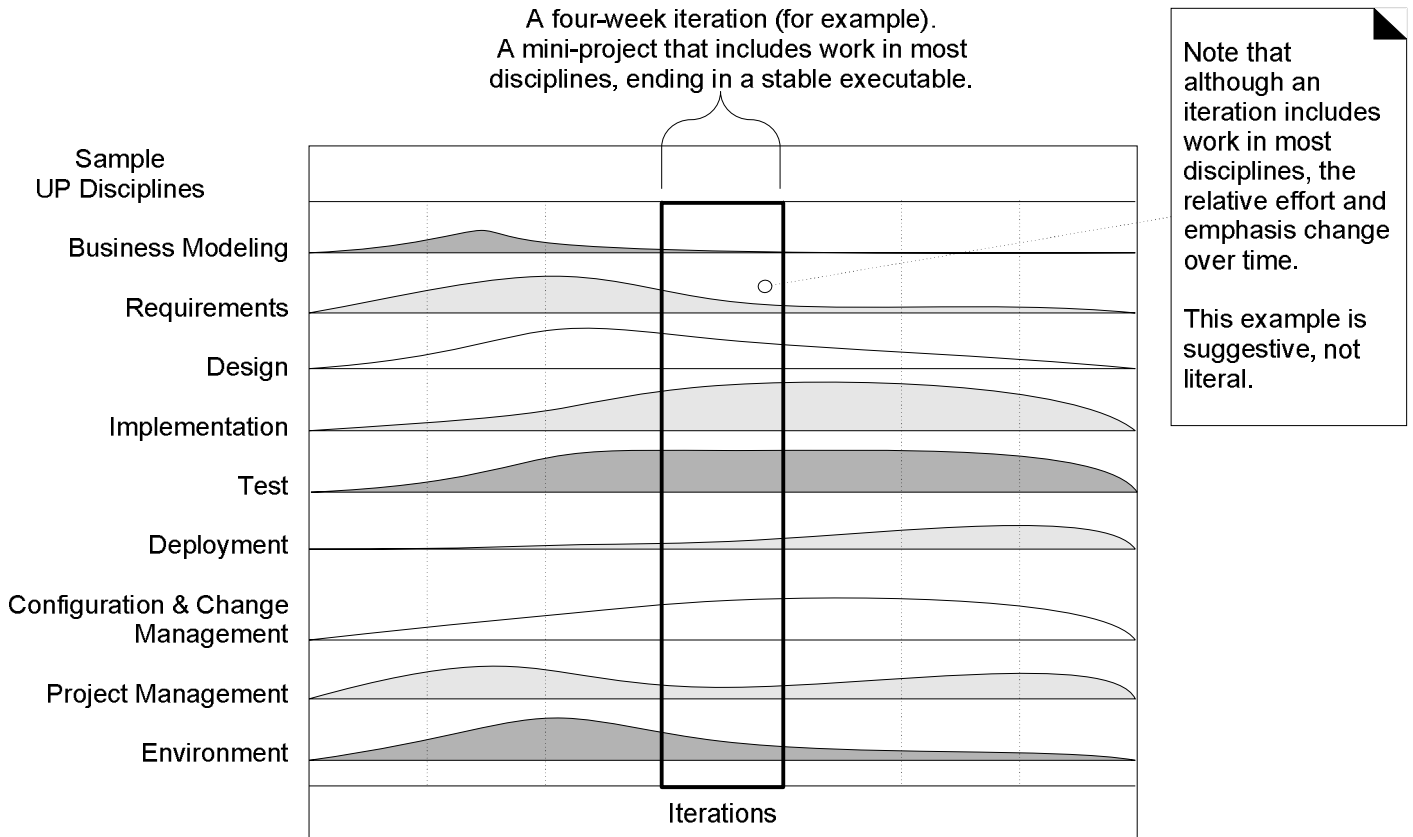 A four-week iteration (for example).
A mini-project that includes work in most
disciplines, ending in a stable executable.
Note that
although an
iteration includes
work in most
disciplines, the
relative effort and
emphasis change
over time.
This example is
suggestive, not
literal.
Sample
UP Disciplines
Business Modeling
Requirements
Design
Implementation
Test
Deployment
Configuration & Change
Management
Project Management
Environment
Iterations